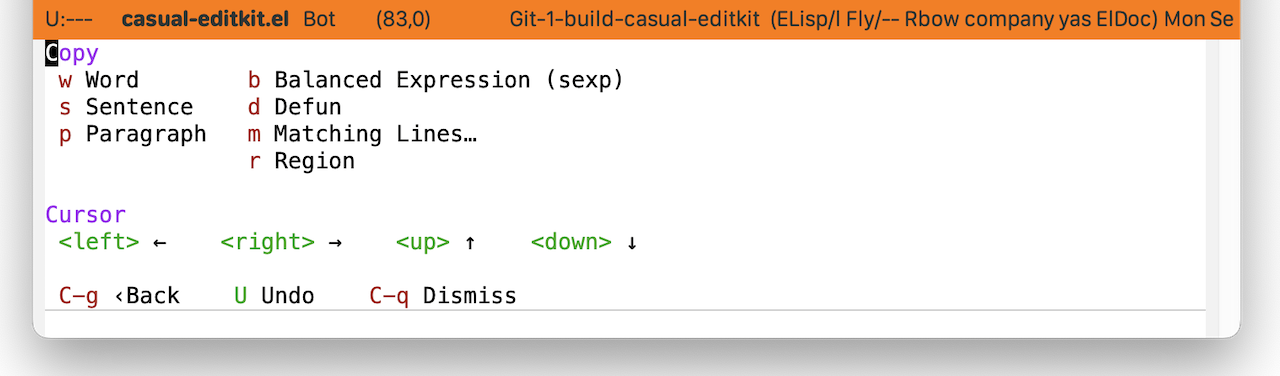 U:--- casual-editkit.el Bot (83,0) Git-1-build-casual-editkit (ELisp/l Fly/-- Rbow company yas ElDoc) Mon Se
Copy
w Word b Balanced Expression (sexp)
s Sentence d Defun
p Paragraph m Matching Lines…
r Region
Cursor
<left> ← <right> → <up> ↑ <down> ↓
C-g ‹Back U Undo C-q Dismiss